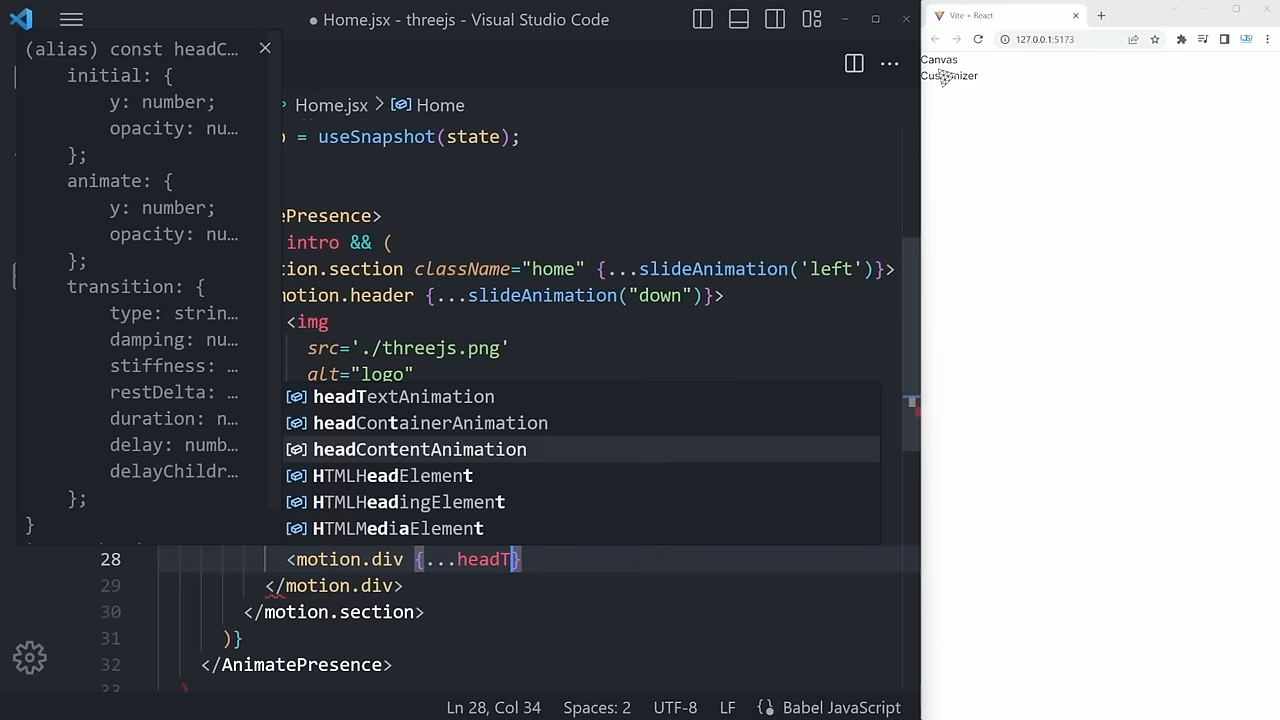 ● Home.jsx - threejs - Visual Studio Code
(alias) const headC…
initial: {
y: number;
opacity: nu…
};
animate: {
y: number;
opacity: nu…
};
transition: {
type: strin…
damping: nu…
stiffness: …
restDelta: …
duration: n…
delay: numb…
delayChildr…
};
}
Home.jsx > Home
= useSnapshot(state);
ePresence>
intro && (
tion.section className="home" {...slideAnimation('left')}>
motion.header {...slideAnimation("down")}>
<img
src='./threejs.png'
alt="logo"
headTextAnimation
headContainerAnimation
headContentAnimation
HTMLHeadElement
HTMLHeadingElement
HTMLMediaElement
28 <motion.div {...headT}
29 </motion.div>
30 </motion.section>
31 )}
32 </AnimatePresence>
33 )
Ln 28, Col 34 Spaces: 2 UTF-8 LF Babel JavaScript
Vite + React
127.0.0.1:5173
Canvas
Customizer